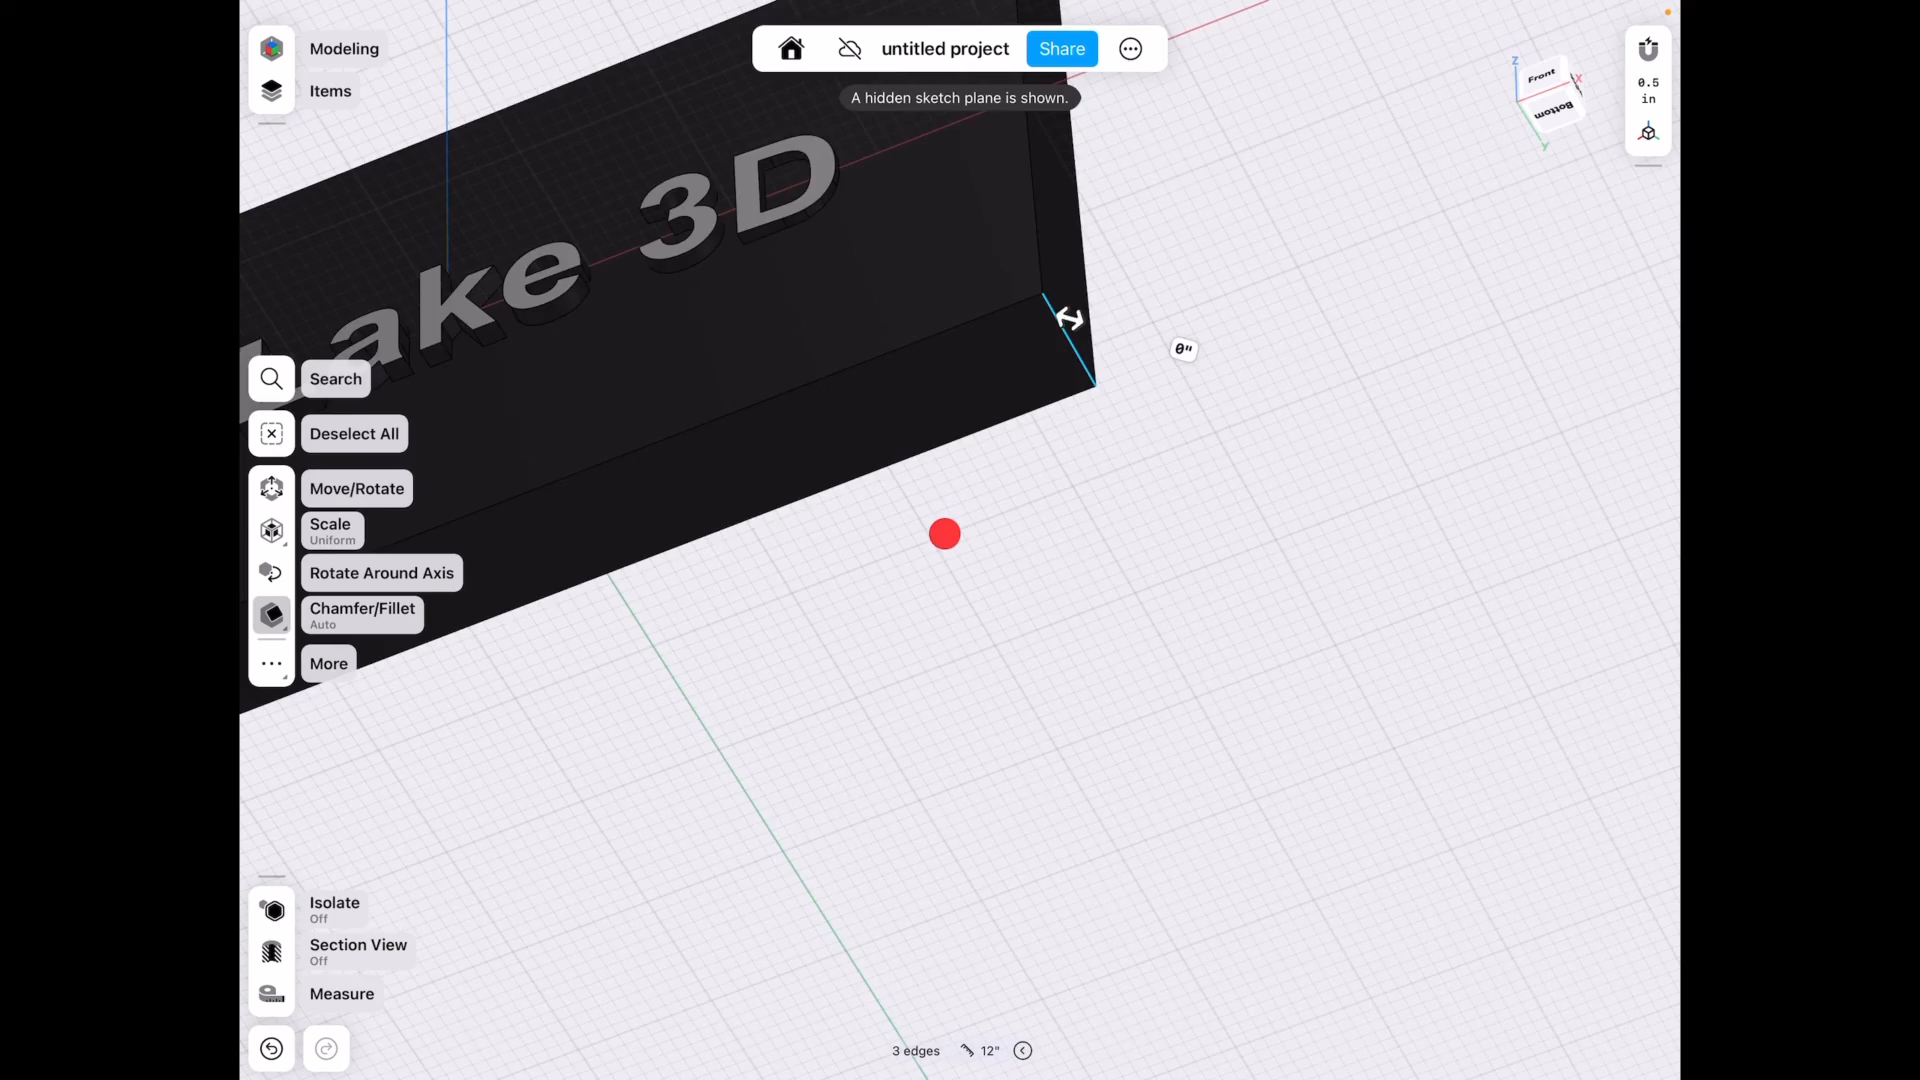 Modeling
Items
untitled project
Share
A hidden sketch plane is shown.
Z
Front
X
Bottom
Y
0.5
in
Lake 3D
0"
Search
Deselect All
Move/Rotate
Scale
Uniform
Rotate Around Axis
Chamfer/Fillet
Auto
More
Isolate
Off
Section View
Off
Measure
3 edges
12"